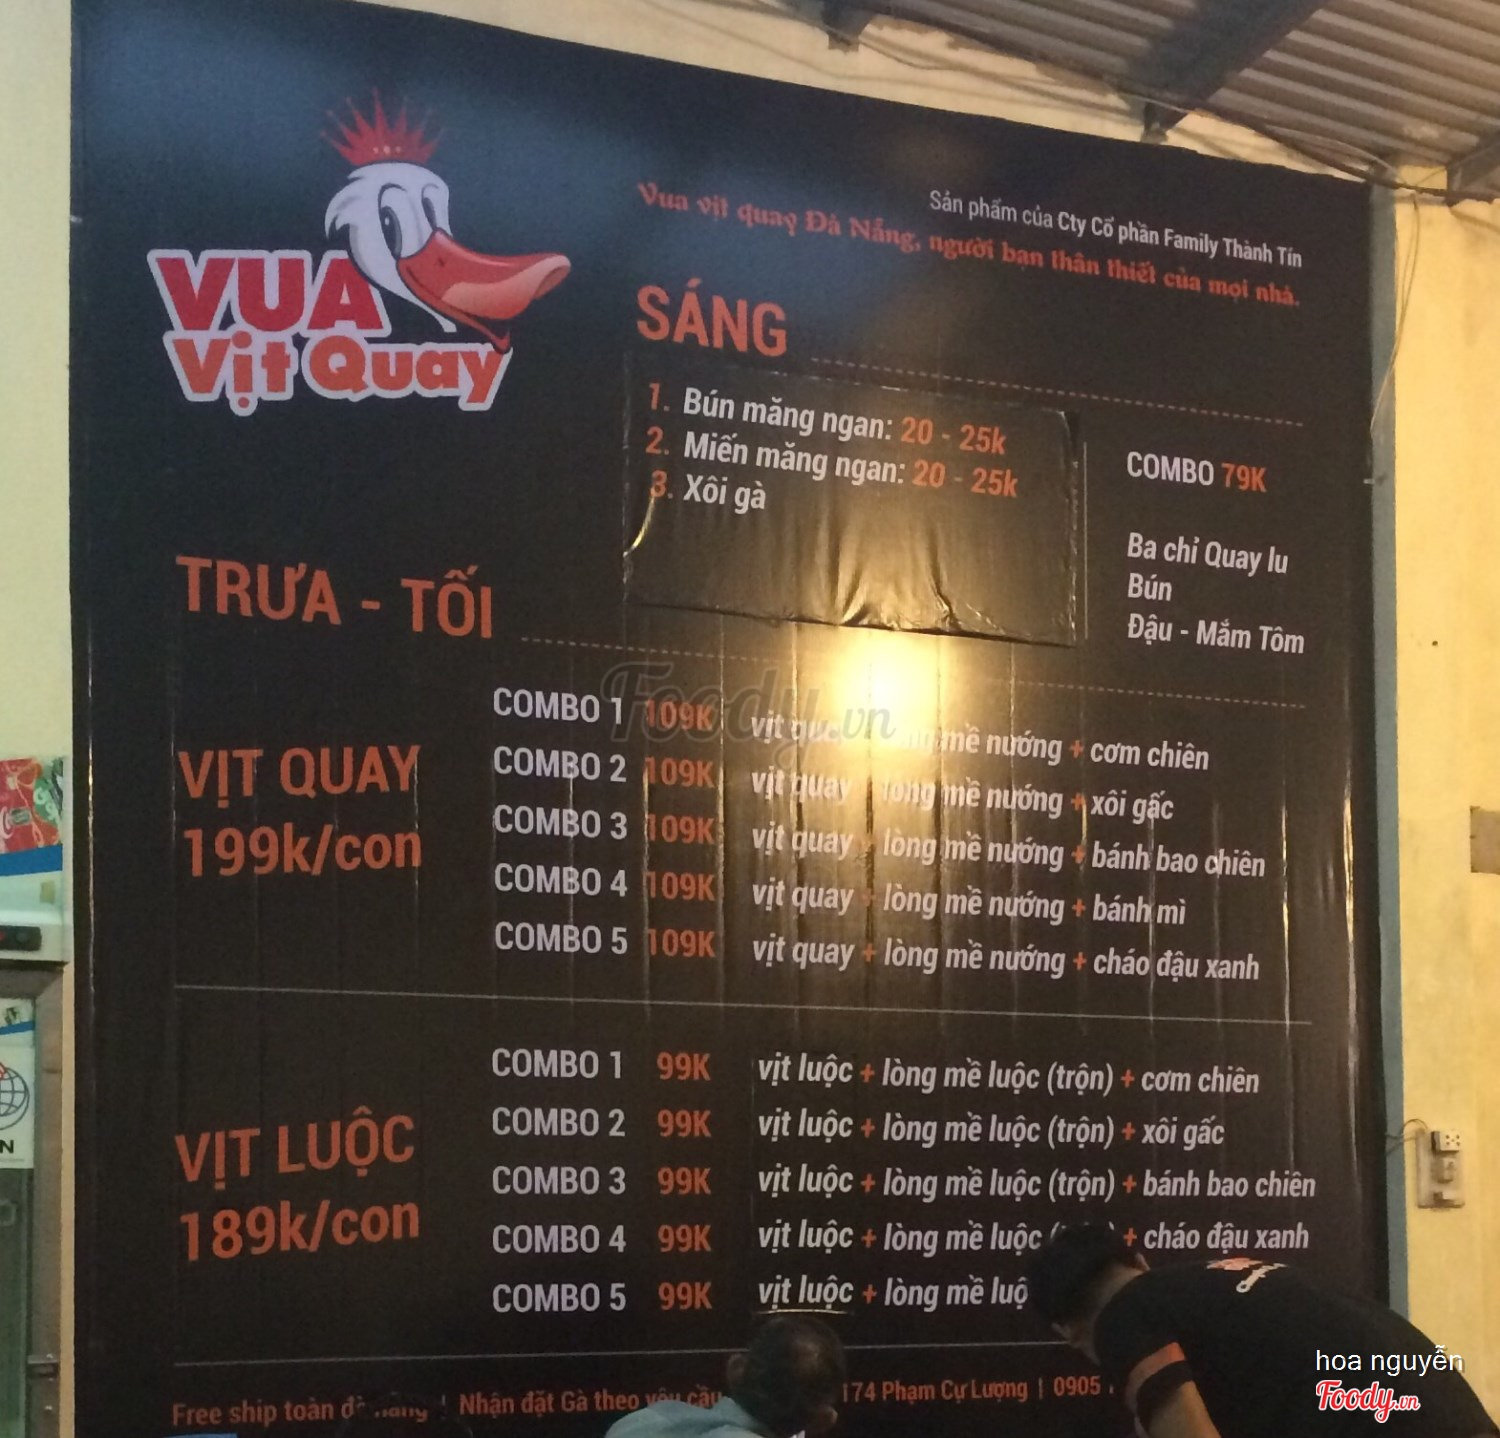 VUA
Vịt Quay
Sản phẩm của Cty Cổ phần Family Thành Tín
Vua vịt quay Đà Nẵng, người bạn thân thiết của mọi nhà.
SÁNG
1. Bún măng ngan: 20 - 25k
2. Miến măng ngan: 20 - 25k
3. Xôi gà
COMBO 79K
Ba chỉ Quay lu
Bún
Đậu - Mắm Tôm
TRƯA - TỐI
VỊT QUAY
199k/con
COMBO 1 109K vịt mề nướng + cơm chiên
COMBO 2 109K vịt quay lòng mề nướng + xôi gấc
COMBO 3 109K vịt quay + lòng mề nướng + bánh bao chiên
COMBO 4 109K vịt quay + lòng mề nướng + bánh mì
COMBO 5 109K vịt quay + lòng mề nướng + cháo đậu xanh
VỊT LUỘC
189k/con
COMBO 1 99K vịt luộc + lòng mề luộc (trộn) + cơm chiên
COMBO 2 99K vịt luộc + lòng mề luộc (trộn) + xôi gấc
COMBO 3 99K vịt luộc + lòng mề luộc (trộn) + bánh bao chiên
COMBO 4 99K vịt luộc + lòng mề luộc + cháo đậu xanh
COMBO 5 99K vịt luộc + lòng mề
Free ship toàn | Nhận đặt Gà theo yêu cầu 174 Phạm Cự Lượng | 0905
Foody.vn
hoa nguyễn
Foody.vn